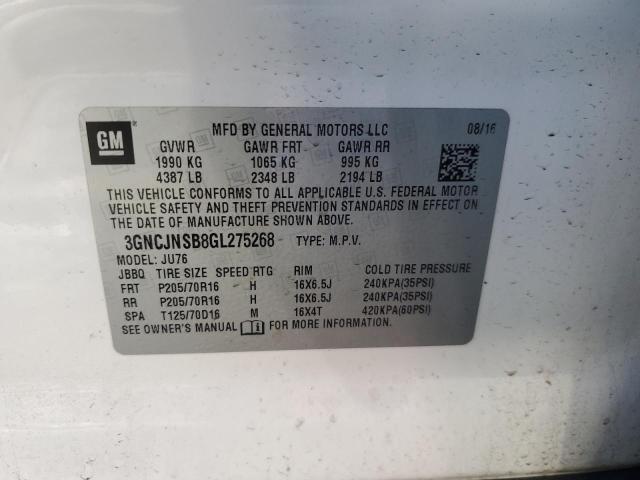 GM
MFD BY GENERAL MOTORS LLC 08/16
GVWR GAWR FRT GAWR RR
1990 KG 1065 KG 995 KG
4387 LB 2348 LB 2194 LB
THIS VEHICLE CONFORMS TO ALL APPLICABLE U.S. FEDERAL MOTOR
VEHICLE SAFETY AND THEFT PREVENTION STANDARDS IN EFFECT ON
THE DATE OF MANUFACTURE SHOWN ABOVE.
3GNCJNSB8GL275268 TYPE: M.P.V.
MODEL: JU76
JBBQ TIRE SIZE SPEED RTG RIM COLD TIRE PRESSURE
FRT P205/70R16 H 16X6.5J 240KPA(35PSI)
RR P205/70R16 H 16X6.5J 240KPA(35PSI)
SPA T125/70D16 M 16X4T 420KPA(60PSI)
SEE OWNER'S MANUAL FOR MORE INFORMATION.